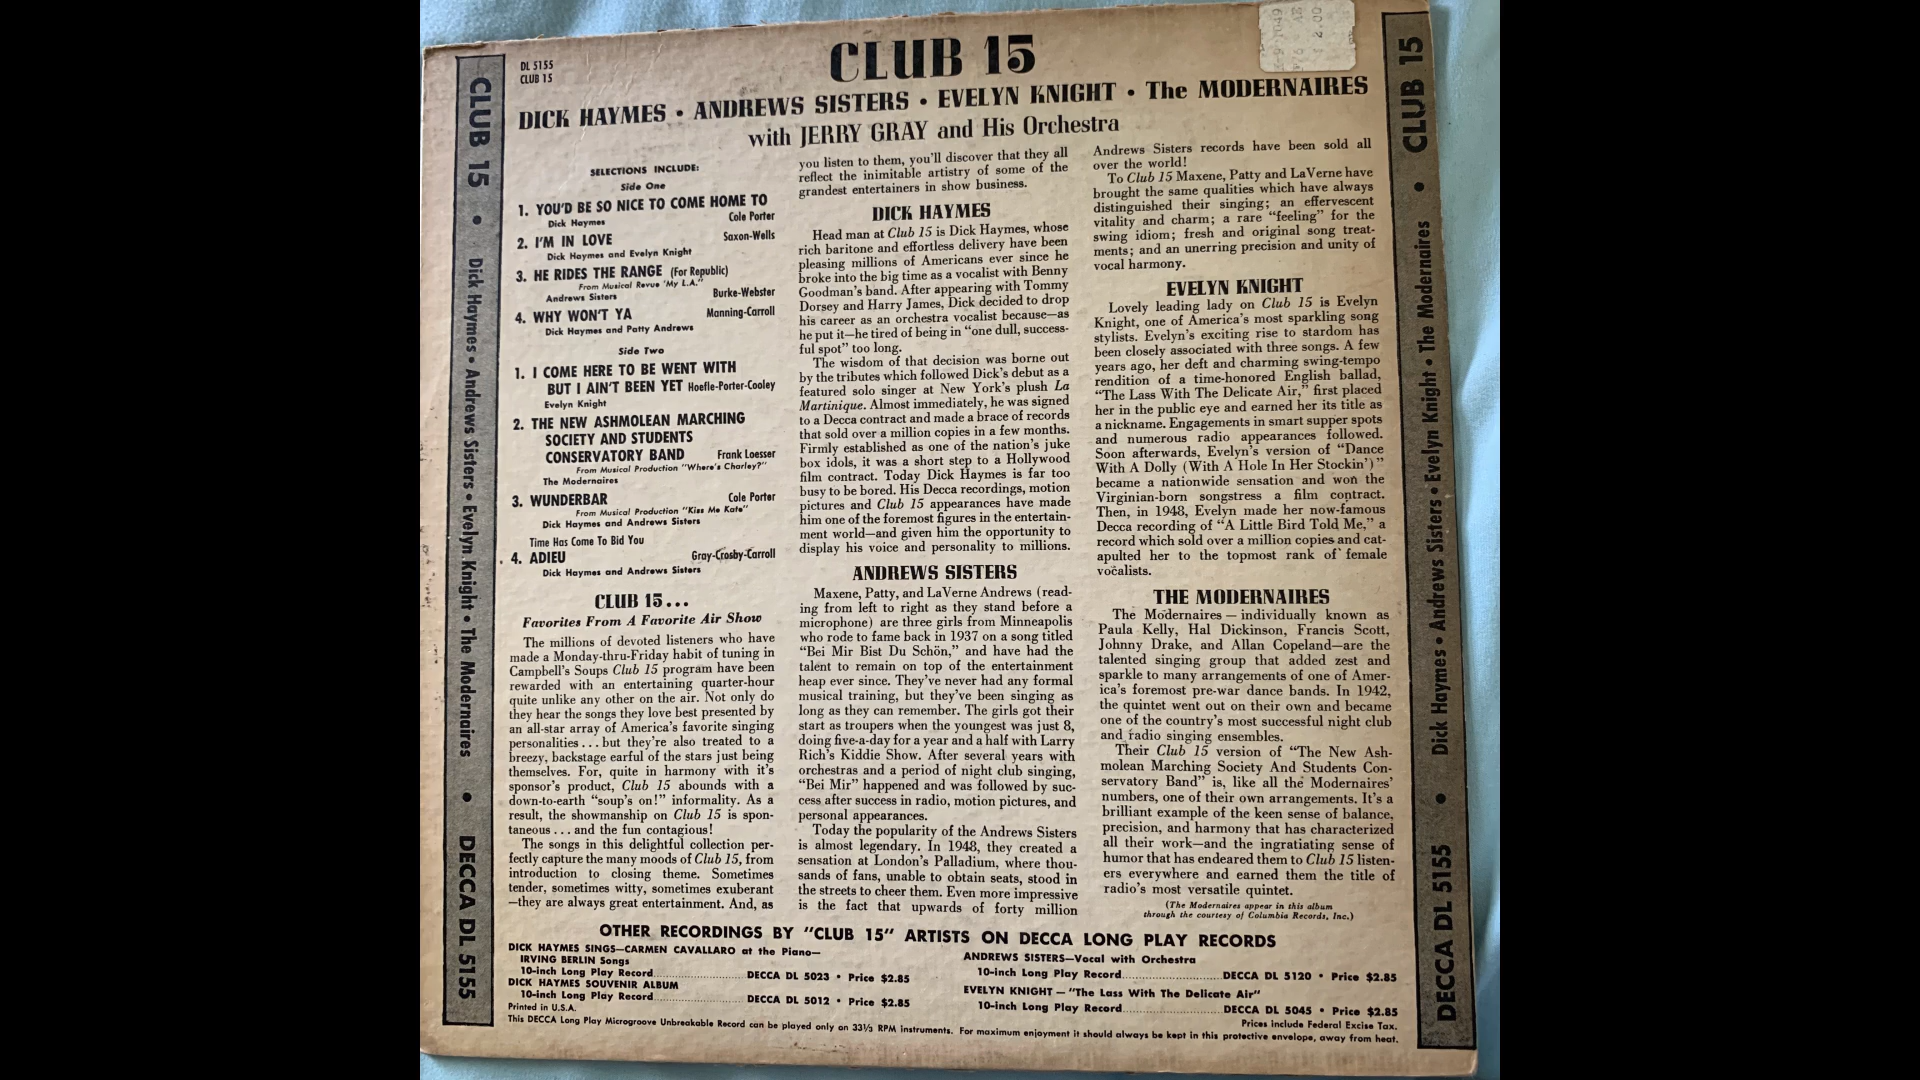 DL 5155
CLUB 15
CLUB 15
DICK HAYMES • ANDREWS SISTERS • EVELYN KNIGHT • The MODERNAIRES
with JERRY GRAY and His Orchestra
2.00
CLUB 15 • Dick Haymes • Andrews Sisters • Evelyn Knight • The Modernaires • DECCA DL 5155
SELECTIONS INCLUDE:
Side One
1. YOU'D BE SO NICE TO COME HOME TO
Cole Porter
Dick Haymes
2. I'M IN LOVE Saxon-Wells
Dick Haymes and Evelyn Knight
3. HE RIDES THE RANGE (For Republic)
From Musical Revue 'My L.A."
Andrews Sisters Burke-Webster
4. WHY WON'T YA Manning-Carroll
Dick Haymes and Patty Andrews
Side Two
1. I COME HERE TO BE WENT WITH
BUT I AIN'T BEEN YET Hoefle-Porter-Cooley
Evelyn Knight
2. THE NEW ASHMOLEAN MARCHING
SOCIETY AND STUDENTS
CONSERVATORY BAND Frank Loesser
From Musical Production "Where's Charley?"
The Modernaires
3. WUNDERBAR Cole Porter
From Musical Production "Kiss Me Kate"
Dick Haymes and Andrews Sisters
Time Has Come To Bid You
4. ADIEU Gray-Crosby-Carroll
Dick Haymes and Andrews Sisters
CLUB 15...
Favorites From A Favorite Air Show
The millions of devoted listeners who have
made a Monday-thru-Friday habit of tuning in
Campbell's Soups Club 15 program have been
rewarded with an entertaining quarter-hour
quite unlike any other on the air. Not only do
they hear the songs they love best presented by
an all-star array of America's favorite singing
personalities . . . but they're also treated to a
breezy, backstage earful of the stars just being
themselves. For, quite in harmony with it's
sponsor's product, Club 15 abounds with a
down-to-earth "soup's on!" informality. As a
result, the showmanship on Club 15 is spon-
taneous . . . and the fun contagious!
The songs in this delightful collection per-
fectly capture the many moods of Club 15, from
introduction to closing theme. Sometimes
tender, sometimes witty, sometimes exuberant
—they are always great entertainment. And, as
you listen to them, you'll discover that they all
reflect the inimitable artistry of some of the
grandest entertainers in show business.
DICK HAYMES
Head man at Club 15 is Dick Haymes, whose
rich baritone and effortless delivery have been
pleasing millions of Americans ever since he
broke into the big time as a vocalist with Benny
Goodman's band. After appearing with Tommy
Dorsey and Harry James, Dick decided to drop
his career as an orchestra vocalist because—as
he put it—he tired of being in "one dull, success-
ful spot" too long.
The wisdom of that decision was borne out
by the tributes which followed Dick's debut as a
featured solo singer at New York's plush La
Martinique. Almost immediately, he was signed
to a Decca contract and made a brace of records
that sold over a million copies in a few months.
Firmly established as one of the nation's juke
box idols, it was a short step to a Hollywood
film contract. Today Dick Haymes is far too
busy to be bored. His Decca recordings, motion
pictures and Club 15 appearances have made
him one of the foremost figures in the entertain-
ment world—and given him the opportunity to
display his voice and personality to millions.
ANDREWS SISTERS
Maxene, Patty, and LaVerne Andrews (read-
ing from left to right as they stand before a
microphone) are three girls from Minneapolis
who rode to fame back in 1937 on a song titled
"Bei Mir Bist Du Schön," and have had the
talent to remain on top of the entertainment
heap ever since. They've never had any formal
musical training, but they've been singing as
long as they can remember. The girls got their
start as troupers when the youngest was just 8,
doing five-a-day for a year and a half with Larry
Rich's Kiddie Show. After several years with
orchestras and a period of night club singing,
"Bei Mir" happened and was followed by suc-
cess after success in radio, motion pictures, and
personal appearances.
Today the popularity of the Andrews Sisters
is almost legendary. In 1948, they created a
sensation at London's Palladium, where thou-
sands of fans, unable to obtain seats, stood in
the streets to cheer them. Even more impressive
is the fact that upwards of forty million
Andrews Sisters records have been sold all
over the world!
To Club 15 Maxene, Patty and LaVerne have
brought the same qualities which have always
distinguished their singing; an effervescent
vitality and charm; a rare "feeling" for the
swing idiom; fresh and original song treat-
ments; and an unerring precision and unity of
vocal harmony.
EVELYN KNIGHT
Lovely leading lady on Club 15 is Evelyn
Knight, one of America's most sparkling song
stylists. Evelyn's exciting rise to stardom has
been closely associated with three songs. A few
years ago, her deft and charming swing-tempo
rendition of a time-honored English ballad,
"The Lass With The Delicate Air," first placed
her in the public eye and earned her its title as
a nickname. Engagements in smart supper spots
and numerous radio appearances followed.
Soon afterwards, Evelyn's version of "Dance
With A Dolly (With A Hole In Her Stockin')"
became a nationwide sensation and won the
Virginian-born songstress a film contract.
Then, in 1948, Evelyn made her now-famous
Decca recording of "A Little Bird Told Me," a
record which sold over a million copies and cat-
apulted her to the topmost rank of female
vocalists.
THE MODERNAIRES
The Modernaires — individually known as
Paula Kelly, Hal Dickinson, Francis Scott,
Johnny Drake, and Allan Copeland—are the
talented singing group that added zest and
sparkle to many arrangements of one of Amer-
ica's foremost pre-war dance bands. In 1942,
the quintet went out on their own and became
one of the country's most successful night club
and radio singing ensembles.
Their Club 15 version of "The New Ash-
molean Marching Society And Students Con-
servatory Band" is, like all the Modernaires'
numbers, one of their own arrangements. It's a
brilliant example of the keen sense of balance,
precision, and harmony that has characterized
all their work—and the ingratiating sense of
humor that has endeared them to Club 15 listen-
ers everywhere and earned them the title of
radio's most versatile quintet.
(The Modernaires appear in this album
through the courtesy of Columbia Records, Inc.)
CLUB 15 • Dick Haymes • Andrews Sisters • Evelyn Knight • The Modernaires • DECCA DL 5155
OTHER RECORDINGS BY "CLUB 15" ARTISTS ON DECCA LONG PLAY RECORDS
DICK HAYMES SINGS—CARMEN CAVALLARO at the Piano—
IRVING BERLIN Songs
10-inch Long Play Record DECCA DL 5023 • Price $2.85
DICK HAYMES SOUVENIR ALBUM
10-inch Long Play Record DECCA DL 5012 • Price $2.85
ANDREWS SISTERS—Vocal with Orchestra
10-inch Long Play Record DECCA DL 5120 • Price $2.85
EVELYN KNIGHT — "The Lass With The Delicate Air"
10-inch Long Play Record DECCA DL 5045 • Price $2.85
Printed in U.S.A.
Prices include Federal Excise Tax.
This DECCA Long Play Microgroove Unbreakable Record can be played only on 33⅓ RPM instruments. For maximum enjoyment it should always be kept in this protective envelope, away from heat.